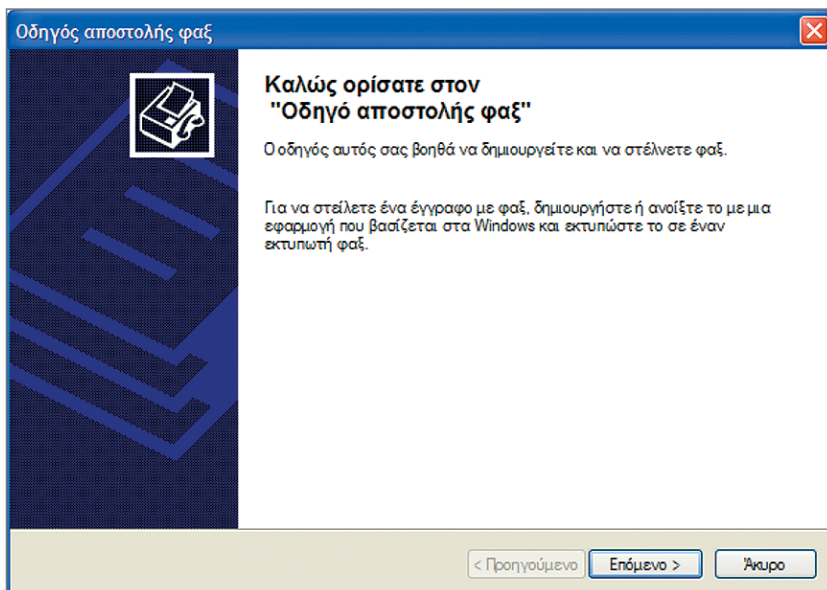 Οδηγός αποστολής φαξ
Καλώς ορίσατε στον
"Οδηγό αποστολής φαξ"
Ο οδηγός αυτός σας βοηθά να δημιουργείτε και να στέλνετε φαξ.
Για να στείλετε ένα έγγραφο με φαξ, δημιουργήστε ή ανοίξτε το με μια
εφαρμογή που βασίζεται στα Windows και εκτυπώστε το σε έναν
εκτυπωτή φαξ.
< Προηγούμενο
Επόμενο >
Άκυρο